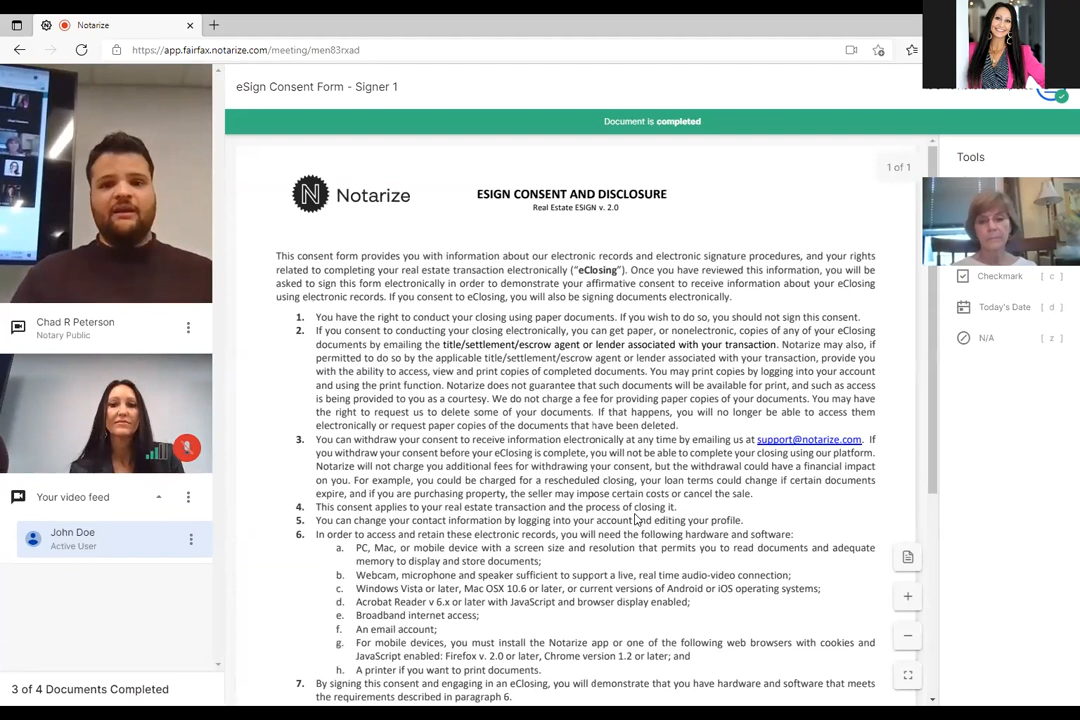 Notarize
https://app.fairfax.notarize.com/meeting/men83rxad
eSign Consent Form - Signer 1
Document is completed
1 of 1
Tools
Notarize
ESIGN CONSENT AND DISCLOSURE
Real Estate ESIGN v. 2.0
This consent form provides you with information about our electronic records and electronic signature procedures, and your rights
related to completing your real estate transaction electronically (“eClosing”). Once you have reviewed this information, you will be
asked to sign this form electronically in order to demonstrate your affirmative consent to receive information about your eClosing
using electronic records. If you consent to eClosing, you will also be signing documents electronically.
1. You have the right to conduct your closing using paper documents. If you wish to do so, you should not sign this consent.
2. If you consent to conducting your closing electronically, you can get paper, or nonelectronic, copies of any of your eClosing
documents by emailing the title/settlement/escrow agent or lender associated with your transaction. Notarize may also, if
permitted to do so by the applicable title/settlement/escrow agent or lender associated with your transaction, provide you
with the ability to access, view and print copies of completed documents. You may print copies by logging into your account
and using the print function. Notarize does not guarantee that such documents will be available for print, and such as access
is being provided to you as a courtesy. We do not charge a fee for providing paper copies of your documents. You may have
the right to request us to delete some of your documents. If that happens, you will no longer be able to access them
electronically or request paper copies of the documents that have been deleted.
3. You can withdraw your consent to receive information electronically at any time by emailing us at support@notarize.com. If
you withdraw your consent before your eClosing is complete, you will not be able to complete your closing using our platform.
Notarize will not charge you additional fees for withdrawing your consent, but the withdrawal could have a financial impact
on you. For example, you could be charged for a rescheduled closing, your loan terms could change if certain documents
expire, and if you are purchasing property, the seller may impose certain costs or cancel the sale.
4. This consent applies to your real estate transaction and the process of closing it.
5. You can change your contact information by logging into your account and editing your profile.
6. In order to access and retain these electronic records, you will need the following hardware and software:
a. PC, Mac, or mobile device with a screen size and resolution that permits you to read documents and adequate
memory to display and store documents;
b. Webcam, microphone and speaker sufficient to support a live, real time audio-video connection;
c. Windows Vista or later, Mac OSX 10.6 or later, or current versions of Android or iOS operating systems;
d. Acrobat Reader v 6.x or later with JavaScript and browser display enabled;
e. Broadband internet access;
f. An email account;
g. For mobile devices, you must install the Notarize app or one of the following web browsers with cookies and
JavaScript enabled: Firefox v. 2.0 or later, Chrome version 1.2 or later; and
h. A printer if you want to print documents.
7. By signing this consent and engaging in an eClosing, you will demonstrate that you have hardware and software that meets
the requirements described in paragraph 6.
Checkmark [ c ]
Today's Date [ d ]
N/A [ z ]
Chad R Peterson
Notary Public
Your video feed
John Doe
Active User
3 of 4 Documents Completed